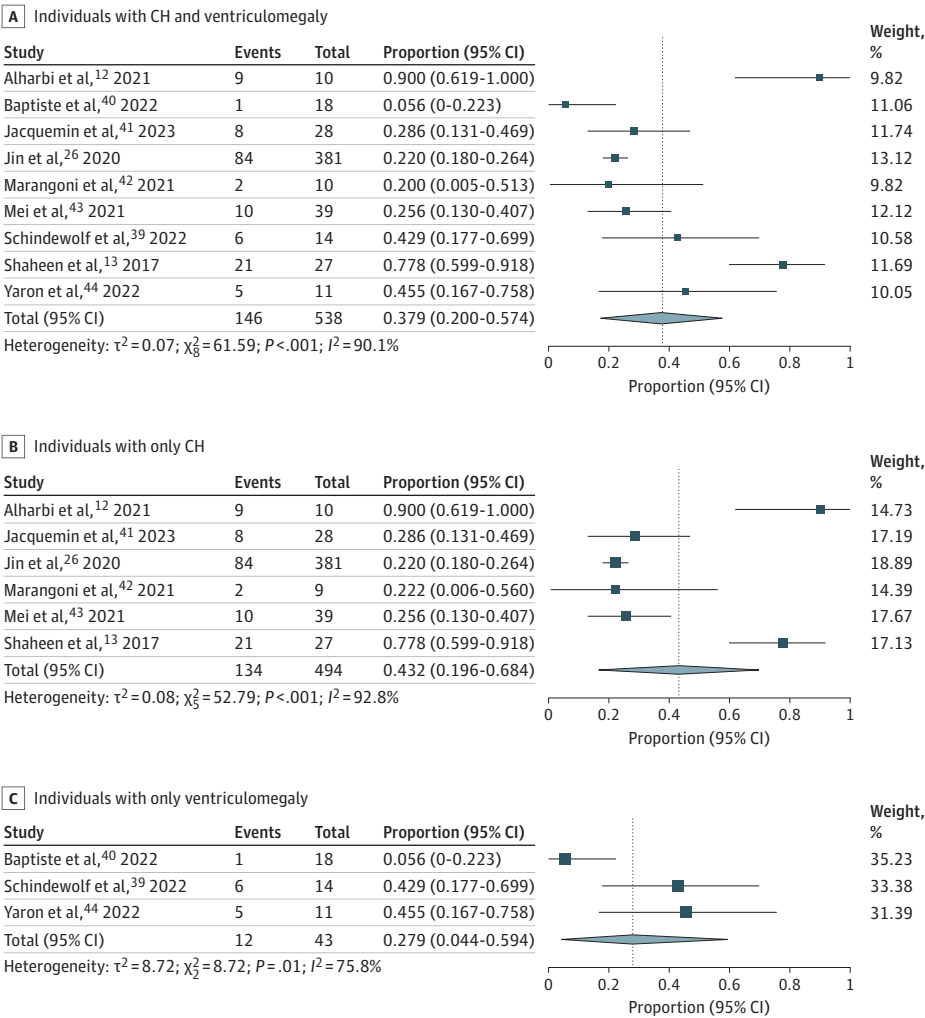 A Individuals with CH and ventriculomegaly
Study Events Total Proportion (95% CI) Weight, %
Alharbi et al,12 2021 9 10 0.900 (0.619-1.000) 9.82
Baptiste et al,40 2022 1 18 0.056 (0-0.223) 11.06
Jacquemin et al,41 2023 8 28 0.286 (0.131-0.469) 11.74
Jin et al,26 2020 84 381 0.220 (0.180-0.264) 13.12
Marangoni et al,42 2021 2 10 0.200 (0.005-0.513) 9.82
Mei et al,43 2021 10 39 0.256 (0.130-0.407) 12.12
Schindewolf et al,39 2022 6 14 0.429 (0.177-0.699) 10.58
Shaheen et al,13 2017 21 27 0.778 (0.599-0.918) 11.69
Yaron et al,44 2022 5 11 0.455 (0.167-0.758) 10.05
Total (95% CI) 146 538 0.379 (0.200-0.574)
Heterogeneity: τ2=0.07; χ28=61.59; P<.001; I2=90.1%
0 0.2 0.4 0.6 0.8 1
Proportion (95% CI)
B Individuals with only CH
Study Events Total Proportion (95% CI) Weight, %
Alharbi et al,12 2021 9 10 0.900 (0.619-1.000) 14.73
Jacquemin et al,41 2023 8 28 0.286 (0.131-0.469) 17.19
Jin et al,26 2020 84 381 0.220 (0.180-0.264) 18.89
Marangoni et al,42 2021 2 9 0.222 (0.006-0.560) 14.39
Mei et al,43 2021 10 39 0.256 (0.130-0.407) 17.67
Shaheen et al,13 2017 21 27 0.778 (0.599-0.918) 17.13
Total (95% CI) 134 494 0.432 (0.196-0.684)
Heterogeneity: τ2=0.08; χ25=52.79; P<.001; I2=92.8%
0 0.2 0.4 0.6 0.8 1
Proportion (95% CI)
C Individuals with only ventriculomegaly
Study Events Total Proportion (95% CI) Weight, %
Baptiste et al,40 2022 1 18 0.056 (0-0.223) 35.23
Schindewolf et al,39 2022 6 14 0.429 (0.177-0.699) 33.38
Yaron et al,44 2022 5 11 0.455 (0.167-0.758) 31.39
Total (95% CI) 12 43 0.279 (0.044-0.594)
Heterogeneity: τ2=8.72; χ22=8.72; P=.01; I2=75.8%
0 0.2 0.4 0.6 0.8 1
Proportion (95% CI)